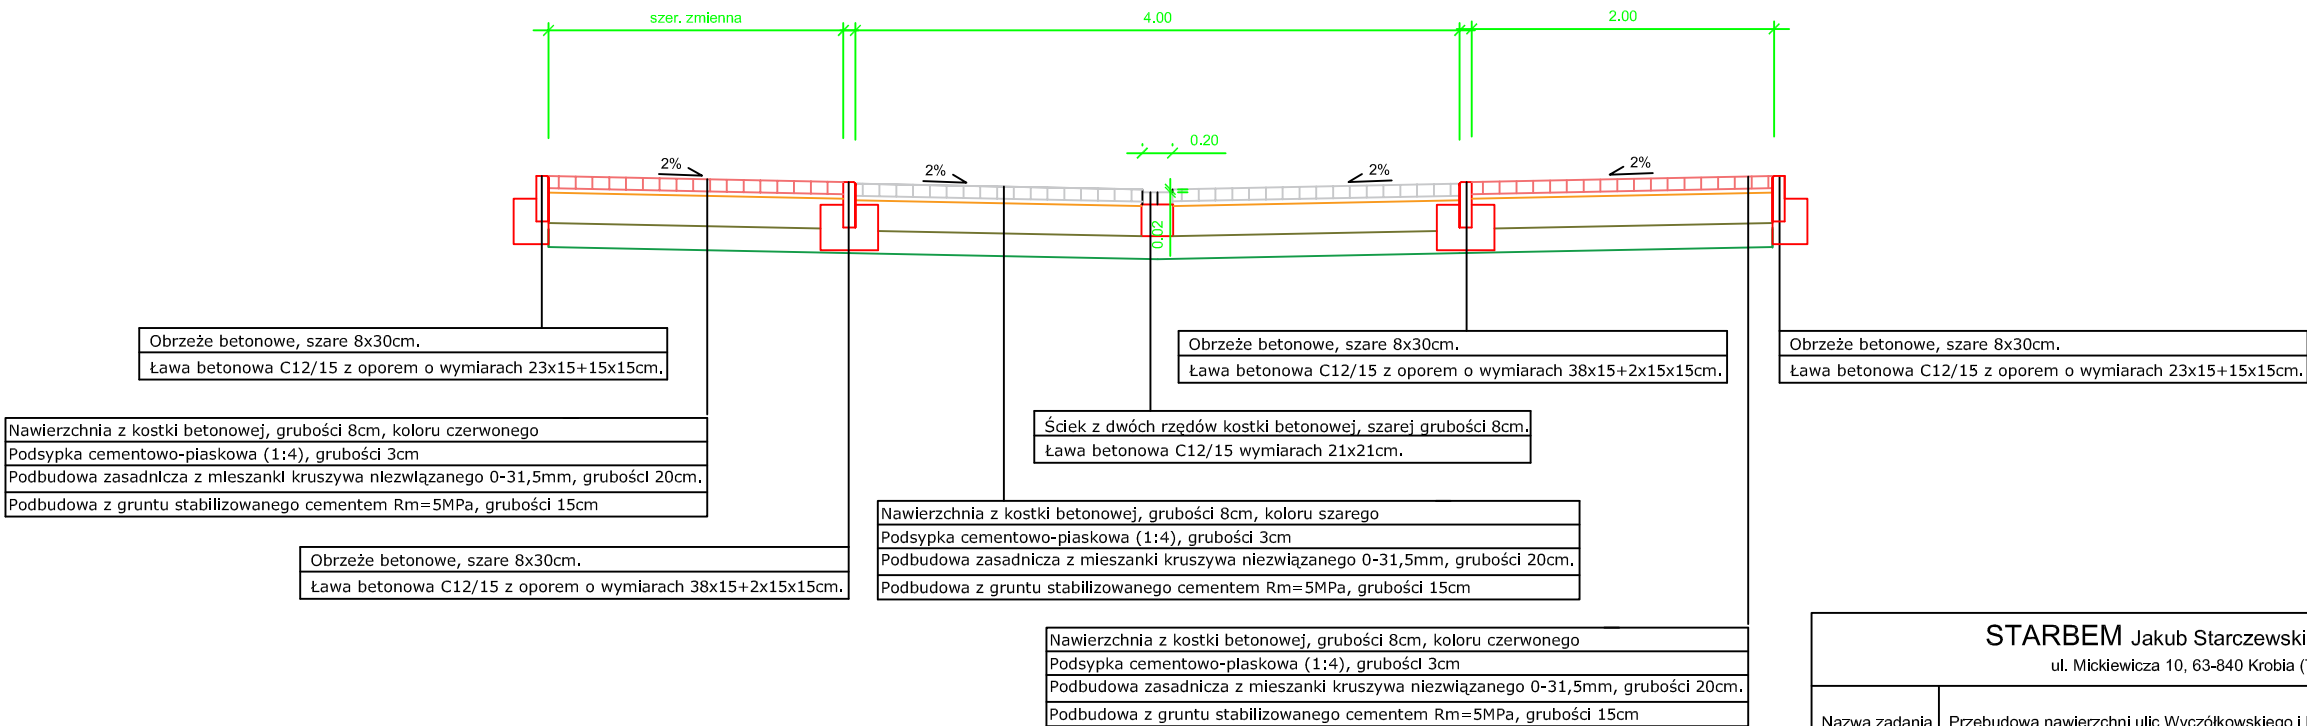 szer. zmienna
4.00
2.00
0.20
2%
2%
2%
2%
0.02
Obrzeże betonowe, szare 8x30cm.
Ława betonowa C12/15 z oporem o wymiarach 23x15+15x15cm.
Obrzeże betonowe, szare 8x30cm.
Ława betonowa C12/15 z oporem o wymiarach 38x15+2x15x15cm.
Obrzeże betonowe, szare 8x30cm.
Ława betonowa C12/15 z oporem o wymiarach 23x15+15x15cm.
Nawierzchnia z kostki betonowej, grubości 8cm, koloru czerwonego
Podsypka cementowo-piaskowa (1:4), grubości 3cm
Podbudowa zasadnicza z mieszanki kruszywa niezwiązanego 0-31,5mm, grubości 20cm.
Podbudowa z gruntu stabilizowanego cementem Rm=5MPa, grubości 15cm
Ściek z dwóch rzędów kostki betonowej, szarej grubości 8cm.
Ława betonowa C12/15 wymiarach 21x21cm.
Nawierzchnia z kostki betonowej, grubości 8cm, koloru szarego
Podsypka cementowo-piaskowa (1:4), grubości 3cm
Podbudowa zasadnicza z mieszanki kruszywa niezwiązanego 0-31,5mm, grubości 20cm.
Podbudowa z gruntu stabilizowanego cementem Rm=5MPa, grubości 15cm
Obrzeże betonowe, szare 8x30cm.
Ława betonowa C12/15 z oporem o wymiarach 38x15+2x15x15cm.
Nawierzchnia z kostki betonowej, grubości 8cm, koloru czerwonego
Podsypka cementowo-piaskowa (1:4), grubości 3cm
Podbudowa zasadnicza z mieszanki kruszywa niezwiązanego 0-31,5mm, grubości 20cm.
Podbudowa z gruntu stabilizowanego cementem Rm=5MPa, grubości 15cm
STARBEM Jakub Starczewski
ul. Mickiewicza 10, 63-840 Krobia (
Nazwa zadania
Przebudowa nawierzchni ulic Wyczółkowskiego i